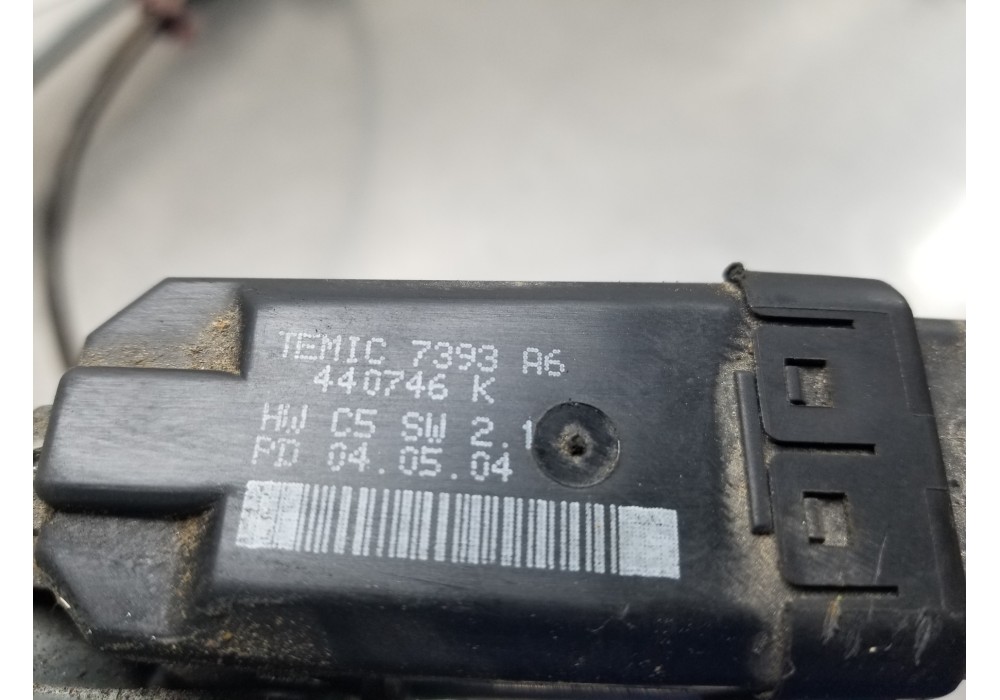 TEMIC 7393 A6
440746 K
HW C5 SW 2.1
PD 04.05.04